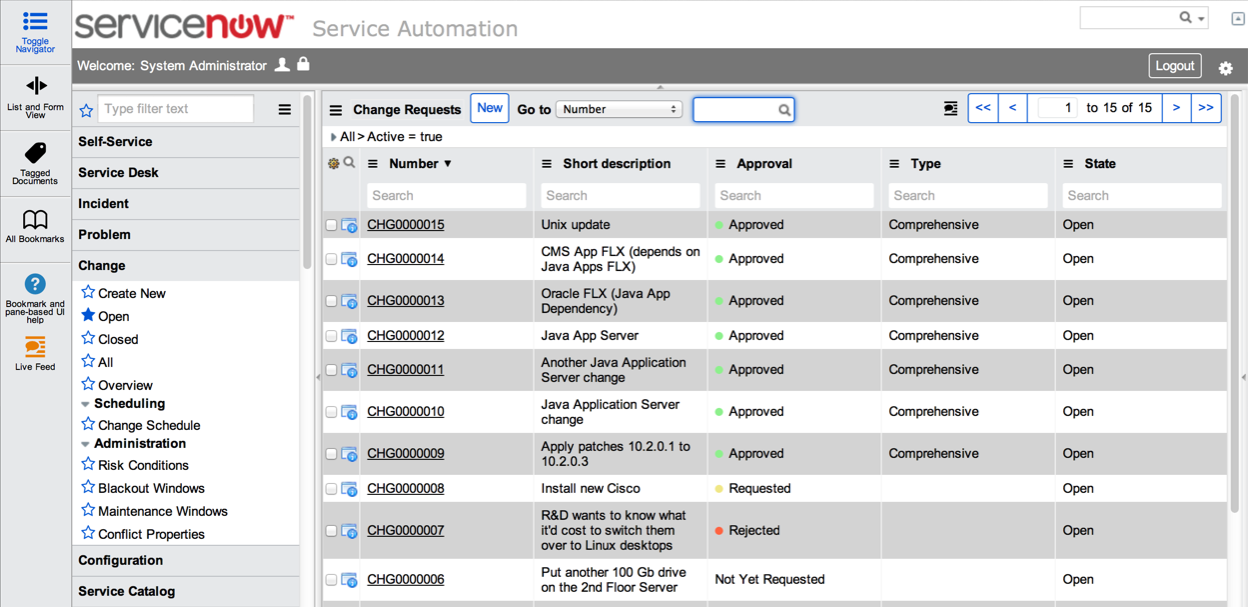 Toggle
Navigator
List and Form
View
Tagged
Documents
All Bookmarks
?
Bookmark and
pane-based UI
help
Live Feed
servicenow™ Service Automation
Welcome: System Administrator
Logout
Type filter text
Self-Service
Service Desk
Incident
Problem
Change
Create New
Open
Closed
All
Overview
Scheduling
Change Schedule
Administration
Risk Conditions
Blackout Windows
Maintenance Windows
Conflict Properties
Configuration
Service Catalog
Change Requests New Go to Number << < 1 to 15 of 15 > >>
All > Active = true
Number ▼ Short description Approval Type State
Search Search Search Search Search
CHG0000015 Unix update Approved Comprehensive Open
CHG0000014 CMS App FLX (depends on Approved Comprehensive Open
Java Apps FLX)
CHG0000013 Oracle FLX (Java App Approved Comprehensive Open
Dependency)
CHG0000012 Java App Server Approved Comprehensive Open
CHG0000011 Another Java Application Approved Comprehensive Open
Server change
CHG0000010 Java Application Server Approved Comprehensive Open
change
CHG0000009 Apply patches 10.2.0.1 to Approved Comprehensive Open
10.2.0.3
CHG0000008 Install new Cisco Requested Open
R&D wants to know what
CHG0000007 it'd cost to switch them Rejected Open
over to Linux desktops
CHG0000006 Put another 100 Gb drive Not Yet Requested Open
on the 2nd Floor Server